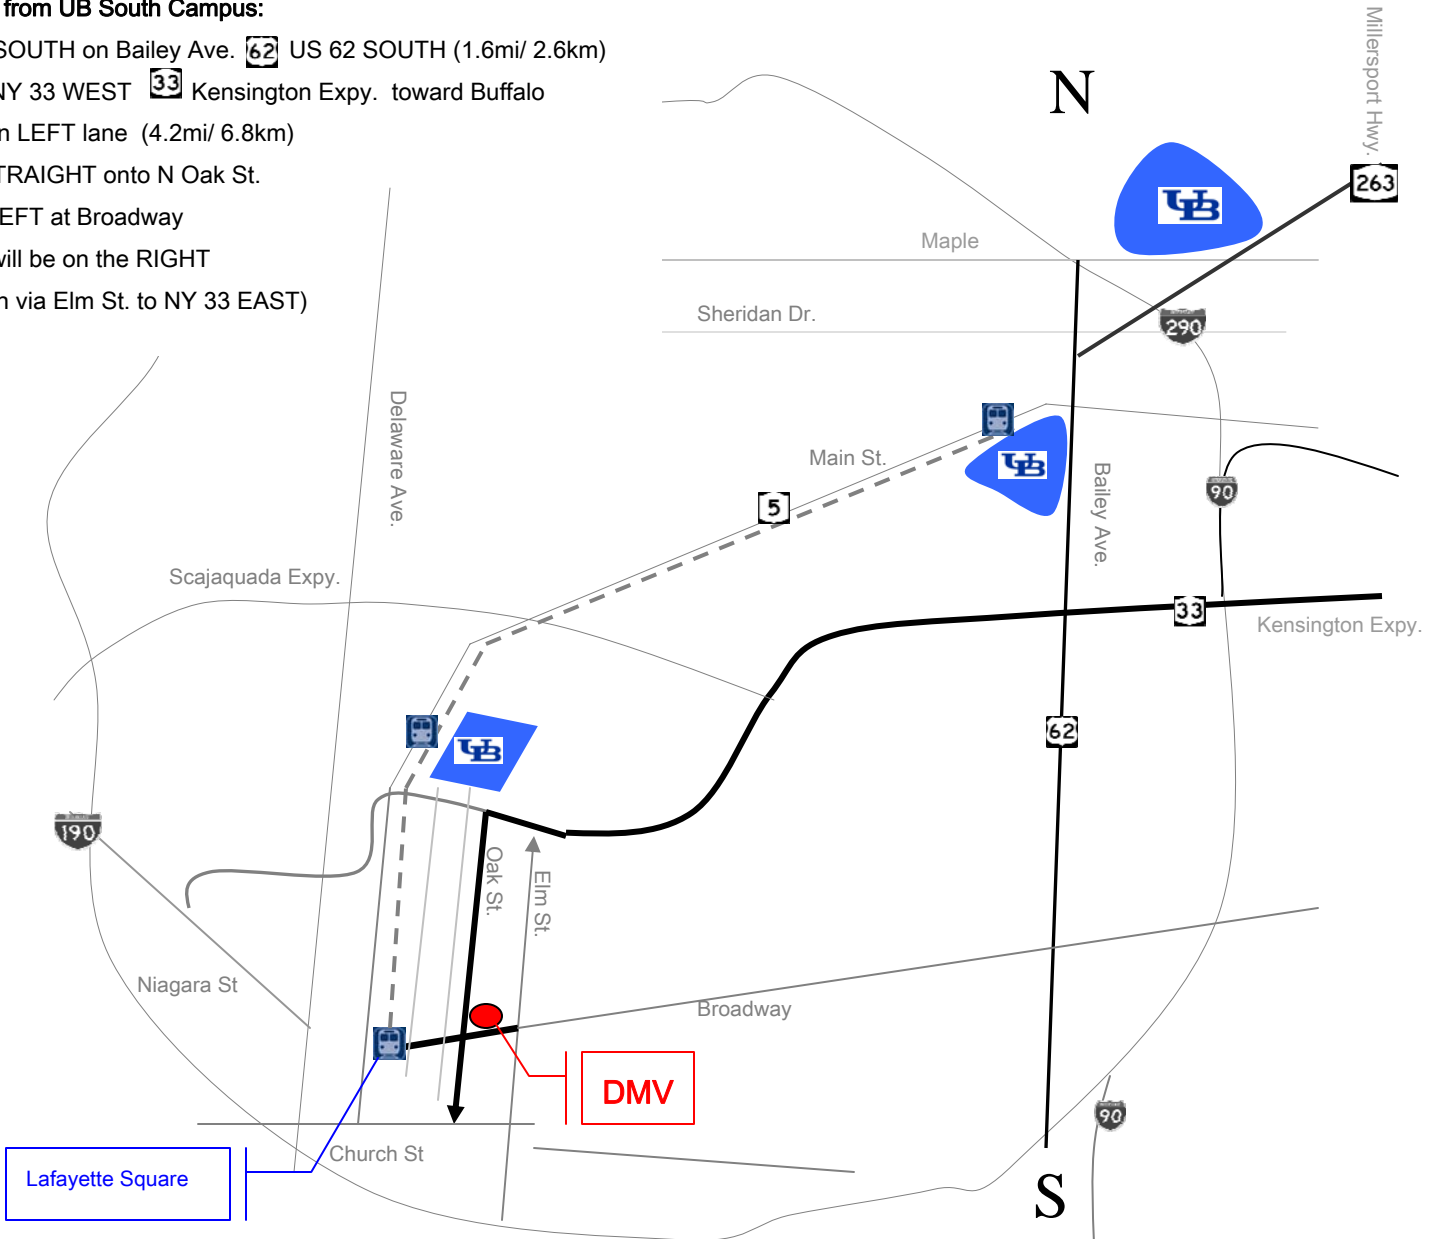 from UB South Campus:
SOUTH on Bailey Ave. 62 US 62 SOUTH (1.6mi/ 2.6km)
NY 33 WEST 33 Kensington Expy. toward Buffalo
LEFT lane (4.2mi/ 6.8km)
TRAIGHT onto N Oak St.
EFT at Broadway
will be on the RIGHT
via Elm St. to NY 33 EAST)
N
Millersport Hwy.
263
UB
Maple
Sheridan Dr.
290
Delaware Ave.
Main St.
UB
Bailey Ave.
90
5
Scajaquada Expy.
33
Kensington Expy.
62
UB
190
Oak St.
Elm St.
Niagara St
Broadway
DMV
90
Church St
Lafayette Square
S